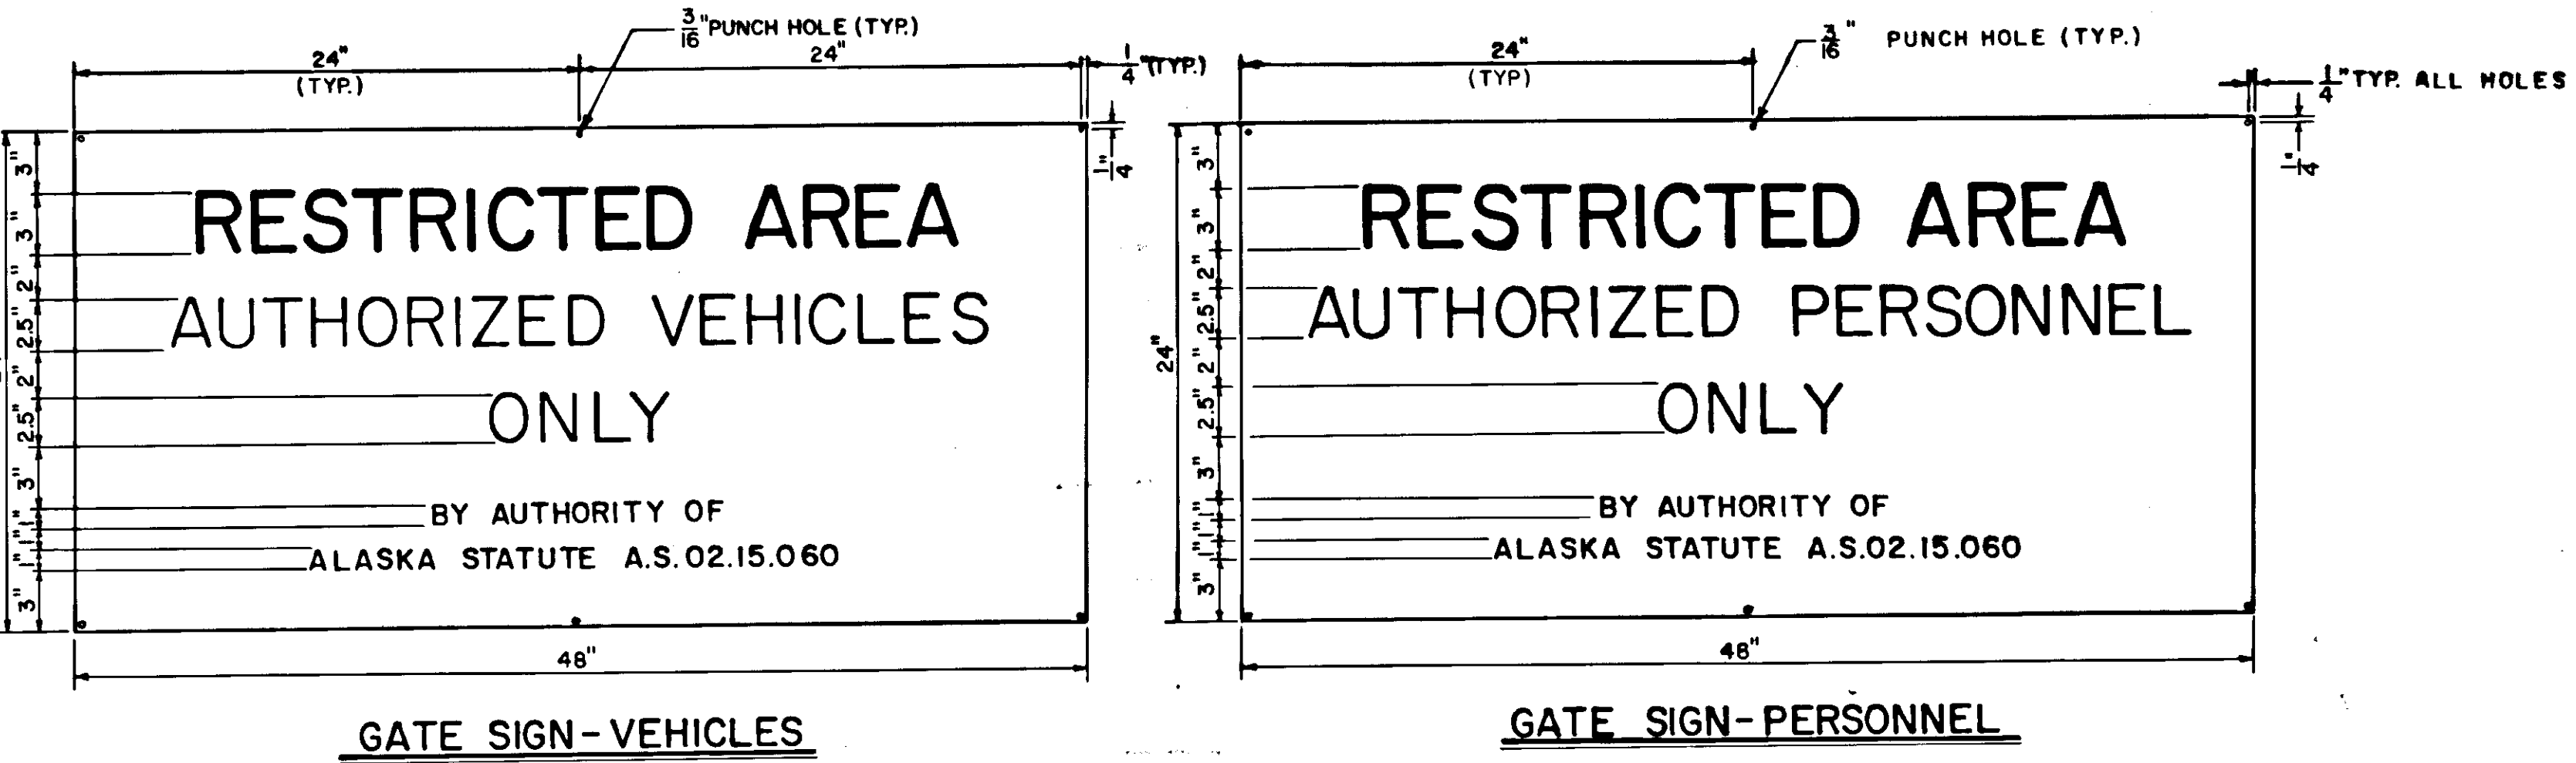 3/16" PUNCH HOLE (TYP.)
24"
(TYP.)
24"
1/4" (TYP.)
1/4"
3"
3"
2"
2.5"
2"
2.5"
3"
1"
1"
1"
3"
RESTRICTED AREA
AUTHORIZED VEHICLES
ONLY
BY AUTHORITY OF
ALASKA STATUTE A.S.02.15.060
48"
GATE SIGN-VEHICLES
3/16" PUNCH HOLE (TYP.)
24"
(TYP)
1/4" TYP. ALL HOLES
1/4"
24"
3"
3"
2"
2.5"
2"
2.5"
3"
1"
1"
1"
3"
RESTRICTED AREA
AUTHORIZED PERSONNEL
ONLY
BY AUTHORITY OF
ALASKA STATUTE A.S.02.15.060
48"
GATE SIGN-PERSONNEL